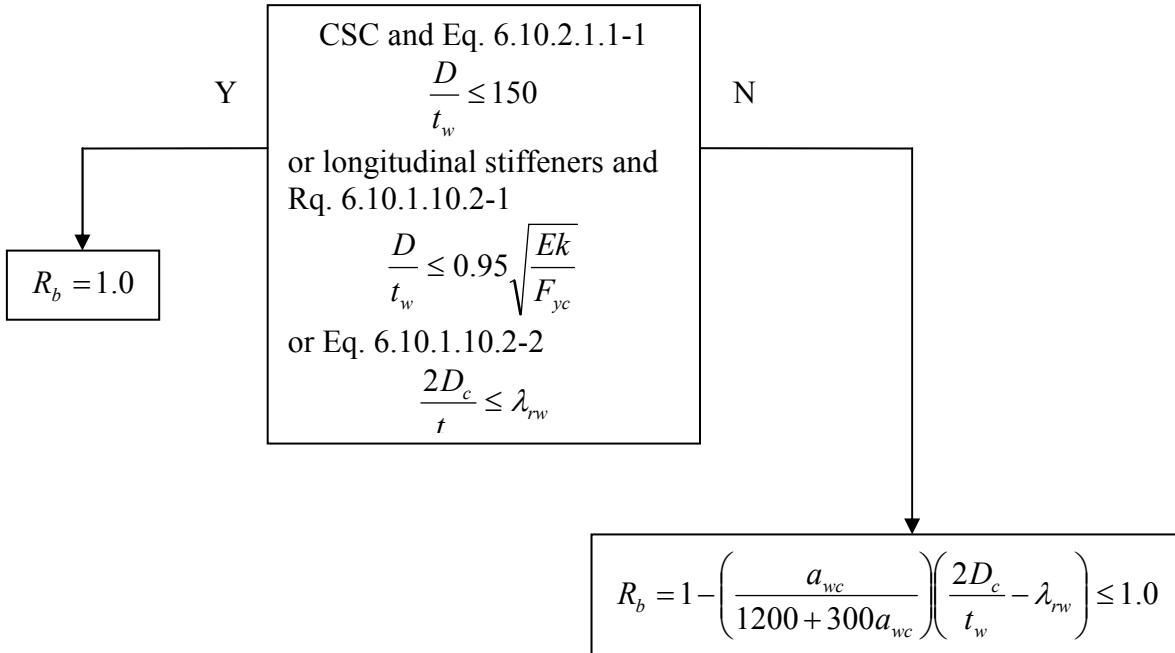 CSC and Eq. 6.10.2.1.1-1
D/t_w ≤ 150
Y
N
or longitudinal stiffeners and
Rq. 6.10.1.10.2-1
D/t_w ≤ 0.95√(Ek/F_yc)
or Eq. 6.10.1.10.2-2
2D_c/t ≤ λ_rw
R_b = 1.0
R_b = 1 − (a_wc/(1200 + 300a_wc))(2D_c/t_w − λ_rw) ≤ 1.0